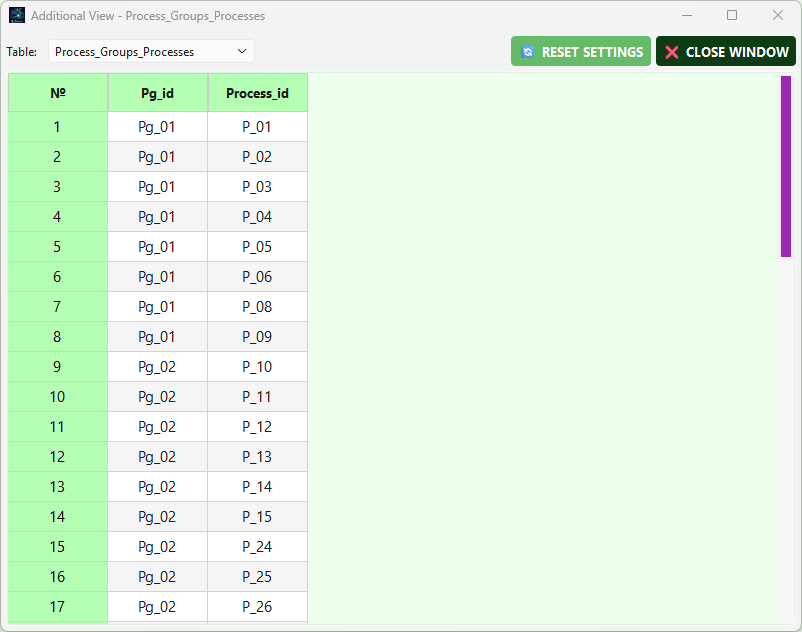 Additional View - Process_Groups_Processes
Table: Process_Groups_Processes RESET SETTINGS CLOSE WINDOW
№ Pg_id Process_id
1 Pg_01 P_01
2 Pg_01 P_02
3 Pg_01 P_03
4 Pg_01 P_04
5 Pg_01 P_05
6 Pg_01 P_06
7 Pg_01 P_08
8 Pg_01 P_09
9 Pg_02 P_10
10 Pg_02 P_11
11 Pg_02 P_12
12 Pg_02 P_13
13 Pg_02 P_14
14 Pg_02 P_15
15 Pg_02 P_24
16 Pg_02 P_25
17 Pg_02 P_26